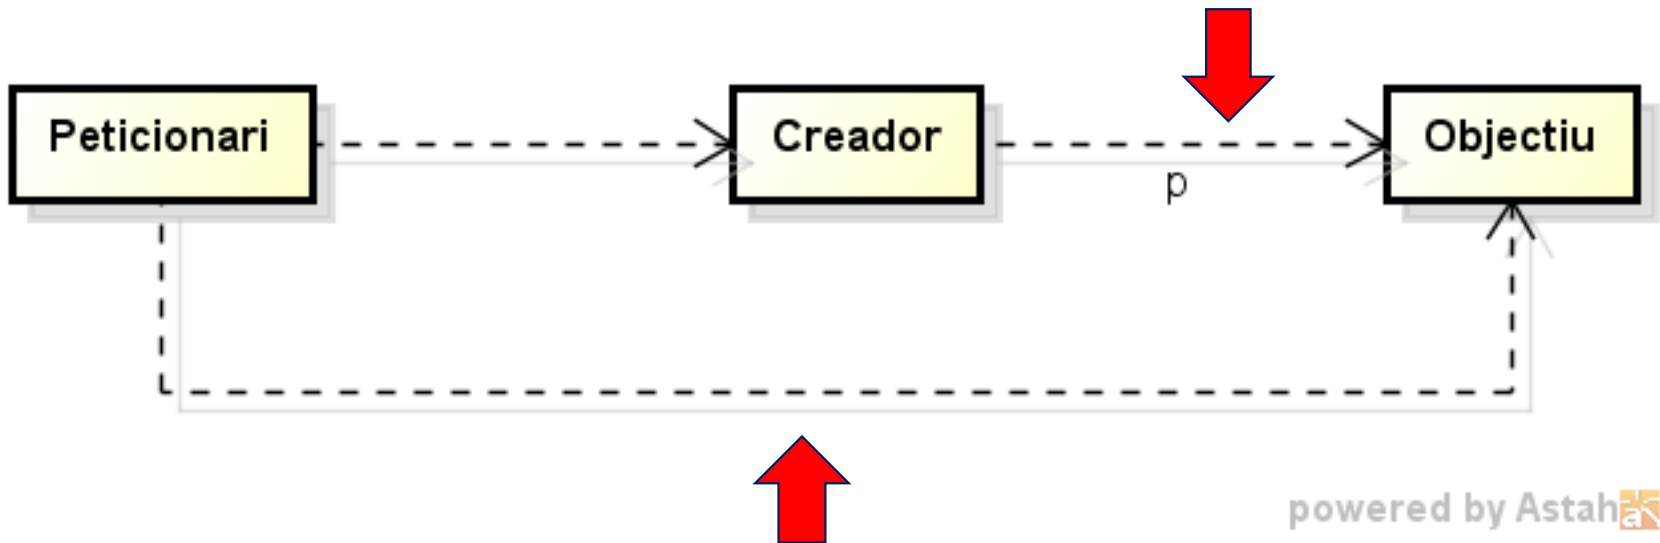 Peticionari
Creador
Objectiu
p
powered by Astah